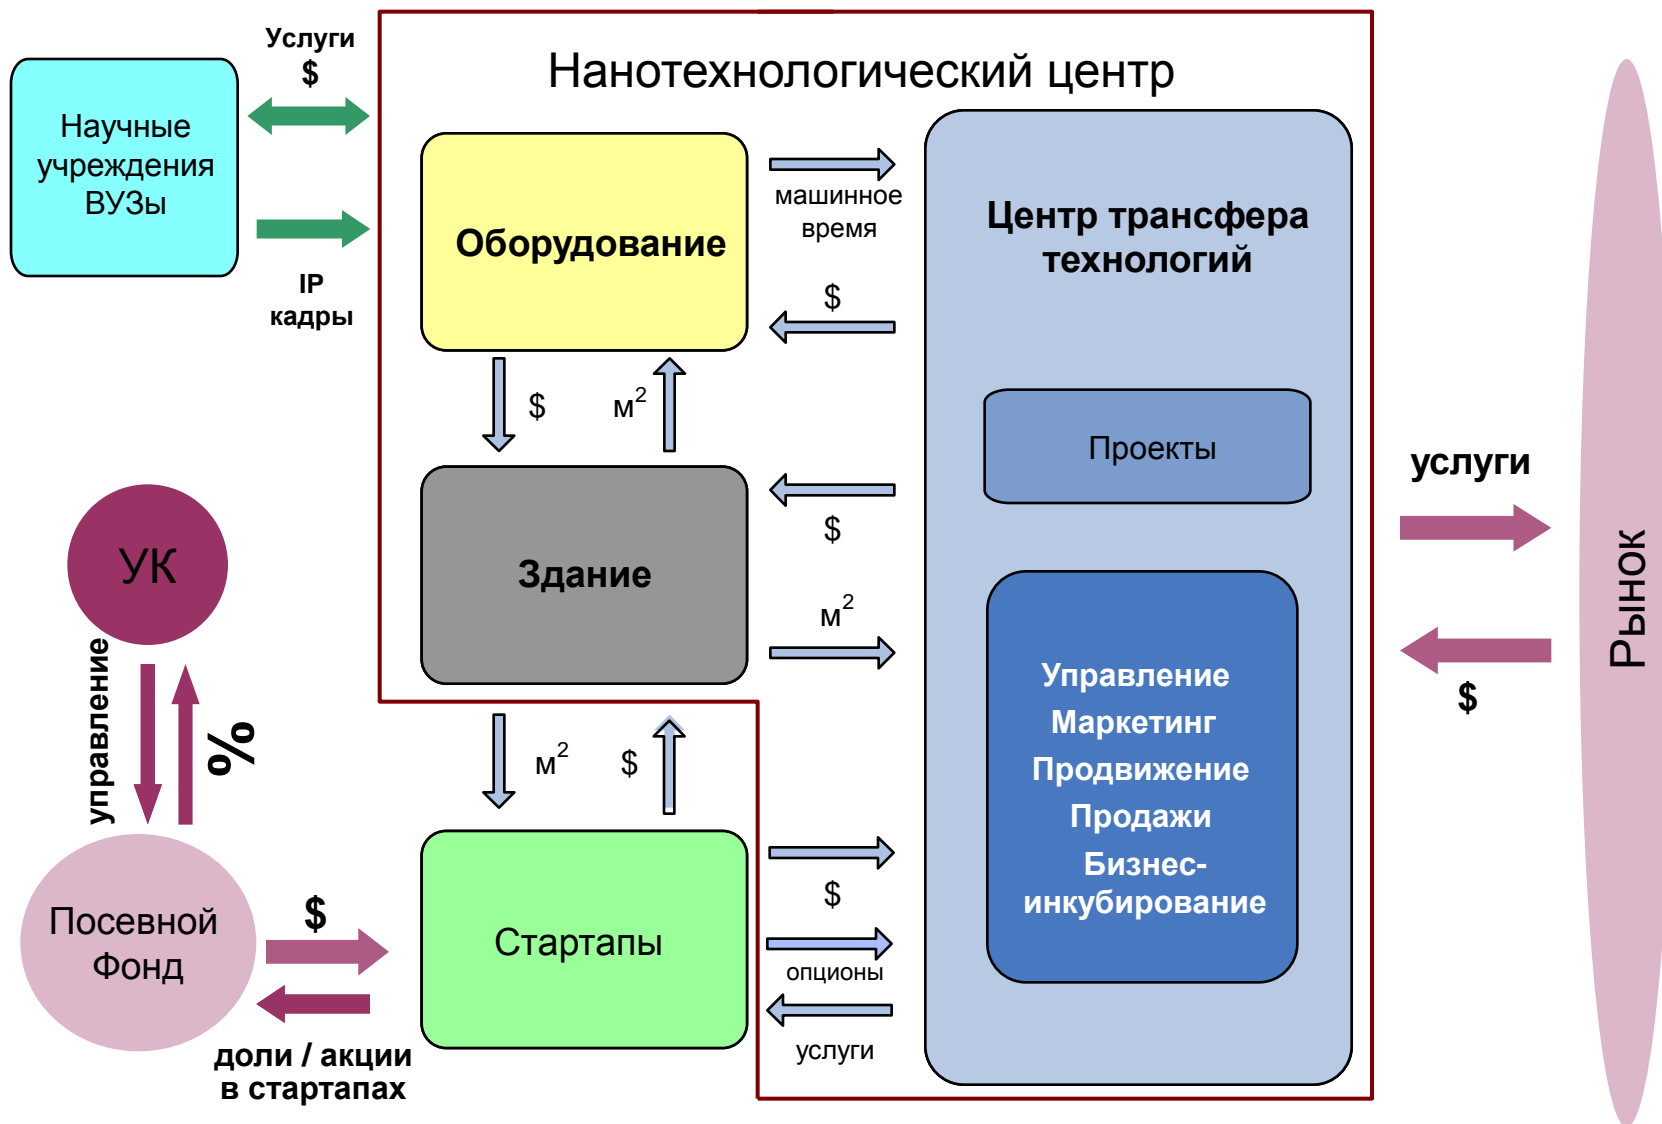 Услуги
$
Нанотехнологический центр
Научные
учреждения
ВУЗы
IP
кадры
Оборудование
машинное
время
$
Центр трансфера
технологий
$
м²
Проекты
Здание
$
м²
услуги
$
Рынок
УК
управление
%
Управление
Маркетинг
Продвижение
Продажи
Бизнес-
инкубирование
м²
$
Посевной
Фонд
$
доли / акции
в стартапах
Стартапы
$
опционы
услуги